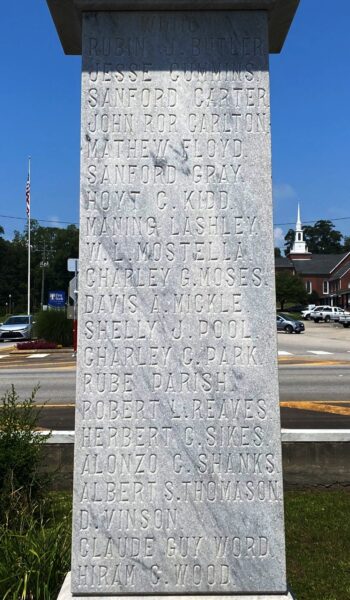 ROBIN J. BUTLER.
JESSE CUMMINS.
SANFORD CARTER.
JOHN ROR CARLTON.
MATHEW FLOYD.
SANFORD GRAY.
HOYT C. KIDD.
MANING LASHLEY.
W. L. MOSTELLA.
CHARLEY G. MOSES.
DAVIS A. MICKLE.
SHELLY J. POOL.
CHARLEY C. PARK.
RUBE PARISH.
ROBERT L. REAVES.
HERBERT G. SIKES.
ALONZO C. SHANKS.
ALBERT S. THOMASON.
D. VINSON.
CLAUDE GUY WORD.
HIRAM S. WOOD.